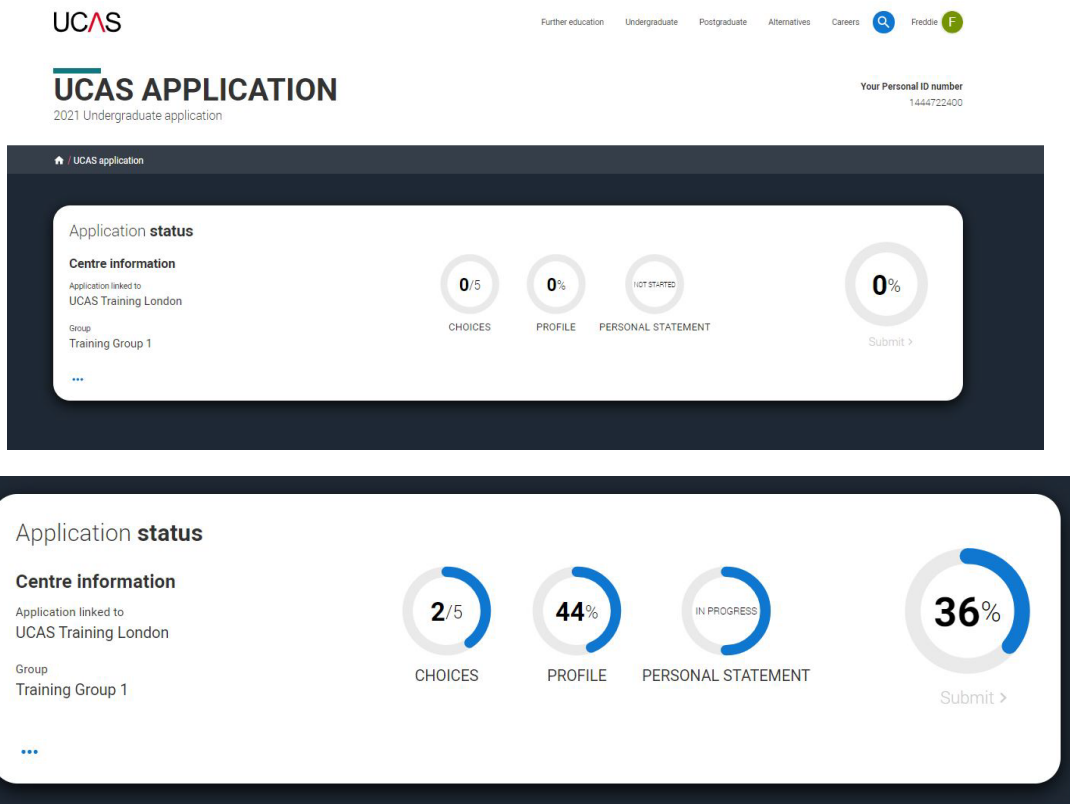 UCAS
Further education Undergraduate Postgraduate Alternatives Careers Freddie F
UCAS APPLICATION
2021 Undergraduate application
Your Personal ID number
1444722400
/ UCAS application
Application status
Centre information
Application linked to
UCAS Training London
Group
Training Group 1
...
0/5
CHOICES
0%
PROFILE
NOT STARTED
PERSONAL STATEMENT
0%
Submit >
Application status
Centre information
Application linked to
UCAS Training London
Group
Training Group 1
...
2/5
CHOICES
44%
PROFILE
IN PROGRESS
PERSONAL STATEMENT
36%
Submit >